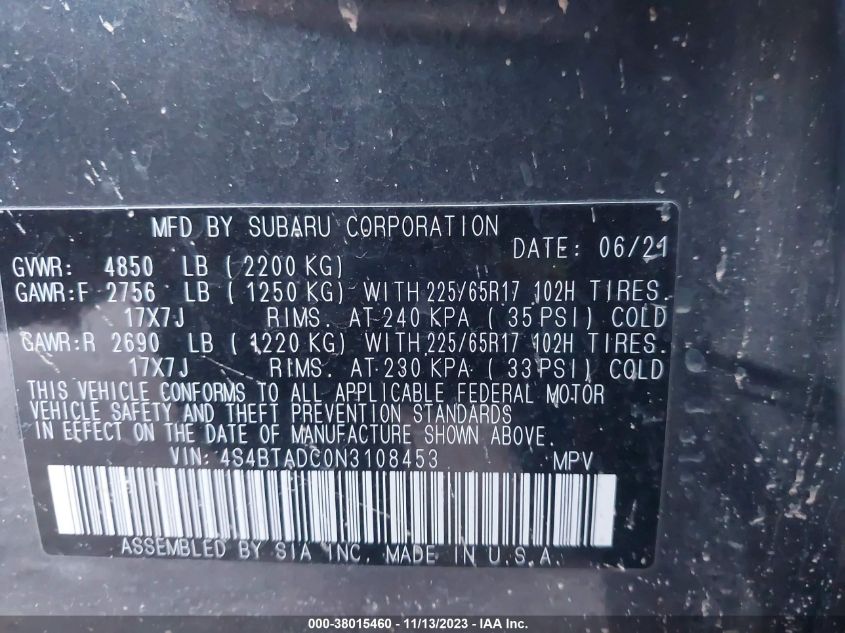 MFD BY SUBARU CORPORATION
DATE: 06/21
GVWR: 4850 LB (2200 KG)
GAWR:F 2756 LB (1250 KG) WITH 225/65R17 102H TIRES.
17X7J RIMS. AT 240 KPA (35 PSI) COLD
GAWR:R 2690 LB (1220 KG) WITH 225/65R17 102H TIRES.
17X7J RIMS. AT 230 KPA (33 PSI) COLD
THIS VEHICLE CONFORMS TO ALL APPLICABLE FEDERAL MOTOR
VEHICLE SAFETY AND THEFT PREVENTION STANDARDS
IN EFFECT ON THE DATE OF MANUFACTURE SHOWN ABOVE.
VIN: 4S4BTADC0N3108453 MPV
ASSEMBLED BY SIA INC. MADE IN U.S.A.
000-38015460 - 11/13/2023 - IAA Inc.